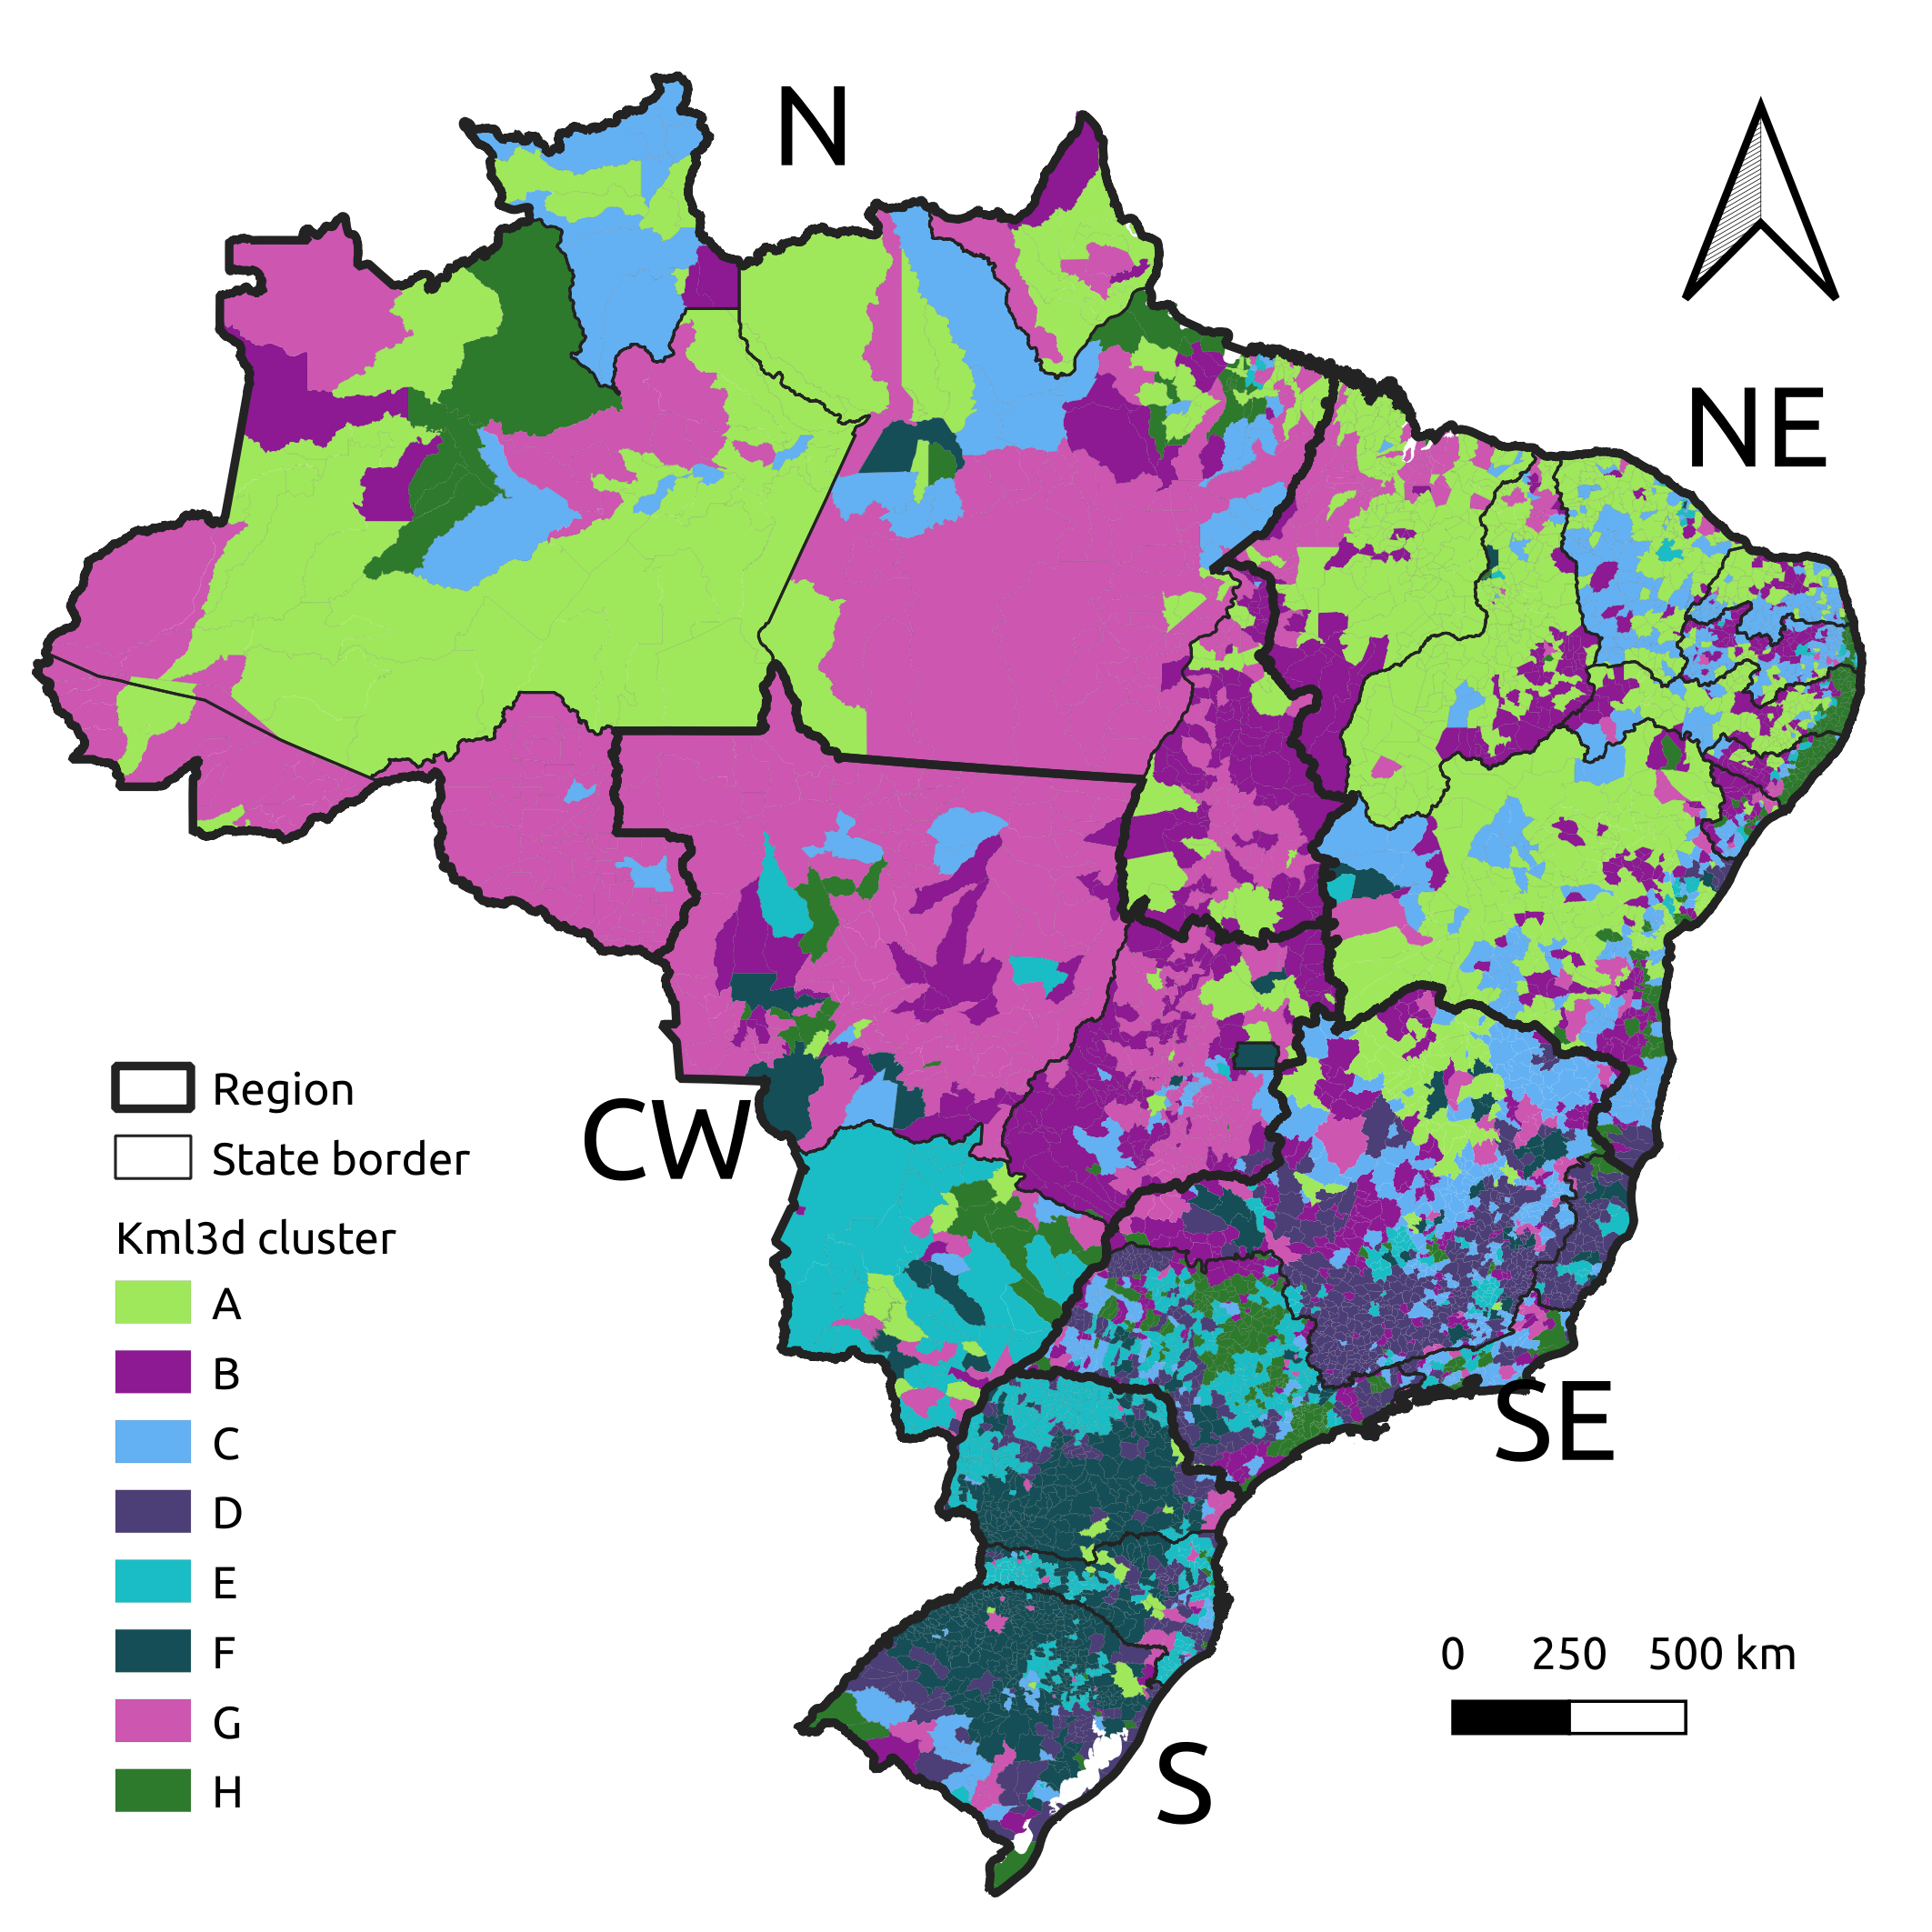 N
NE
CW
SE
S
Region
State border
Kml3d cluster
A
B
C
D
E
F
G
H
0 250 500 km